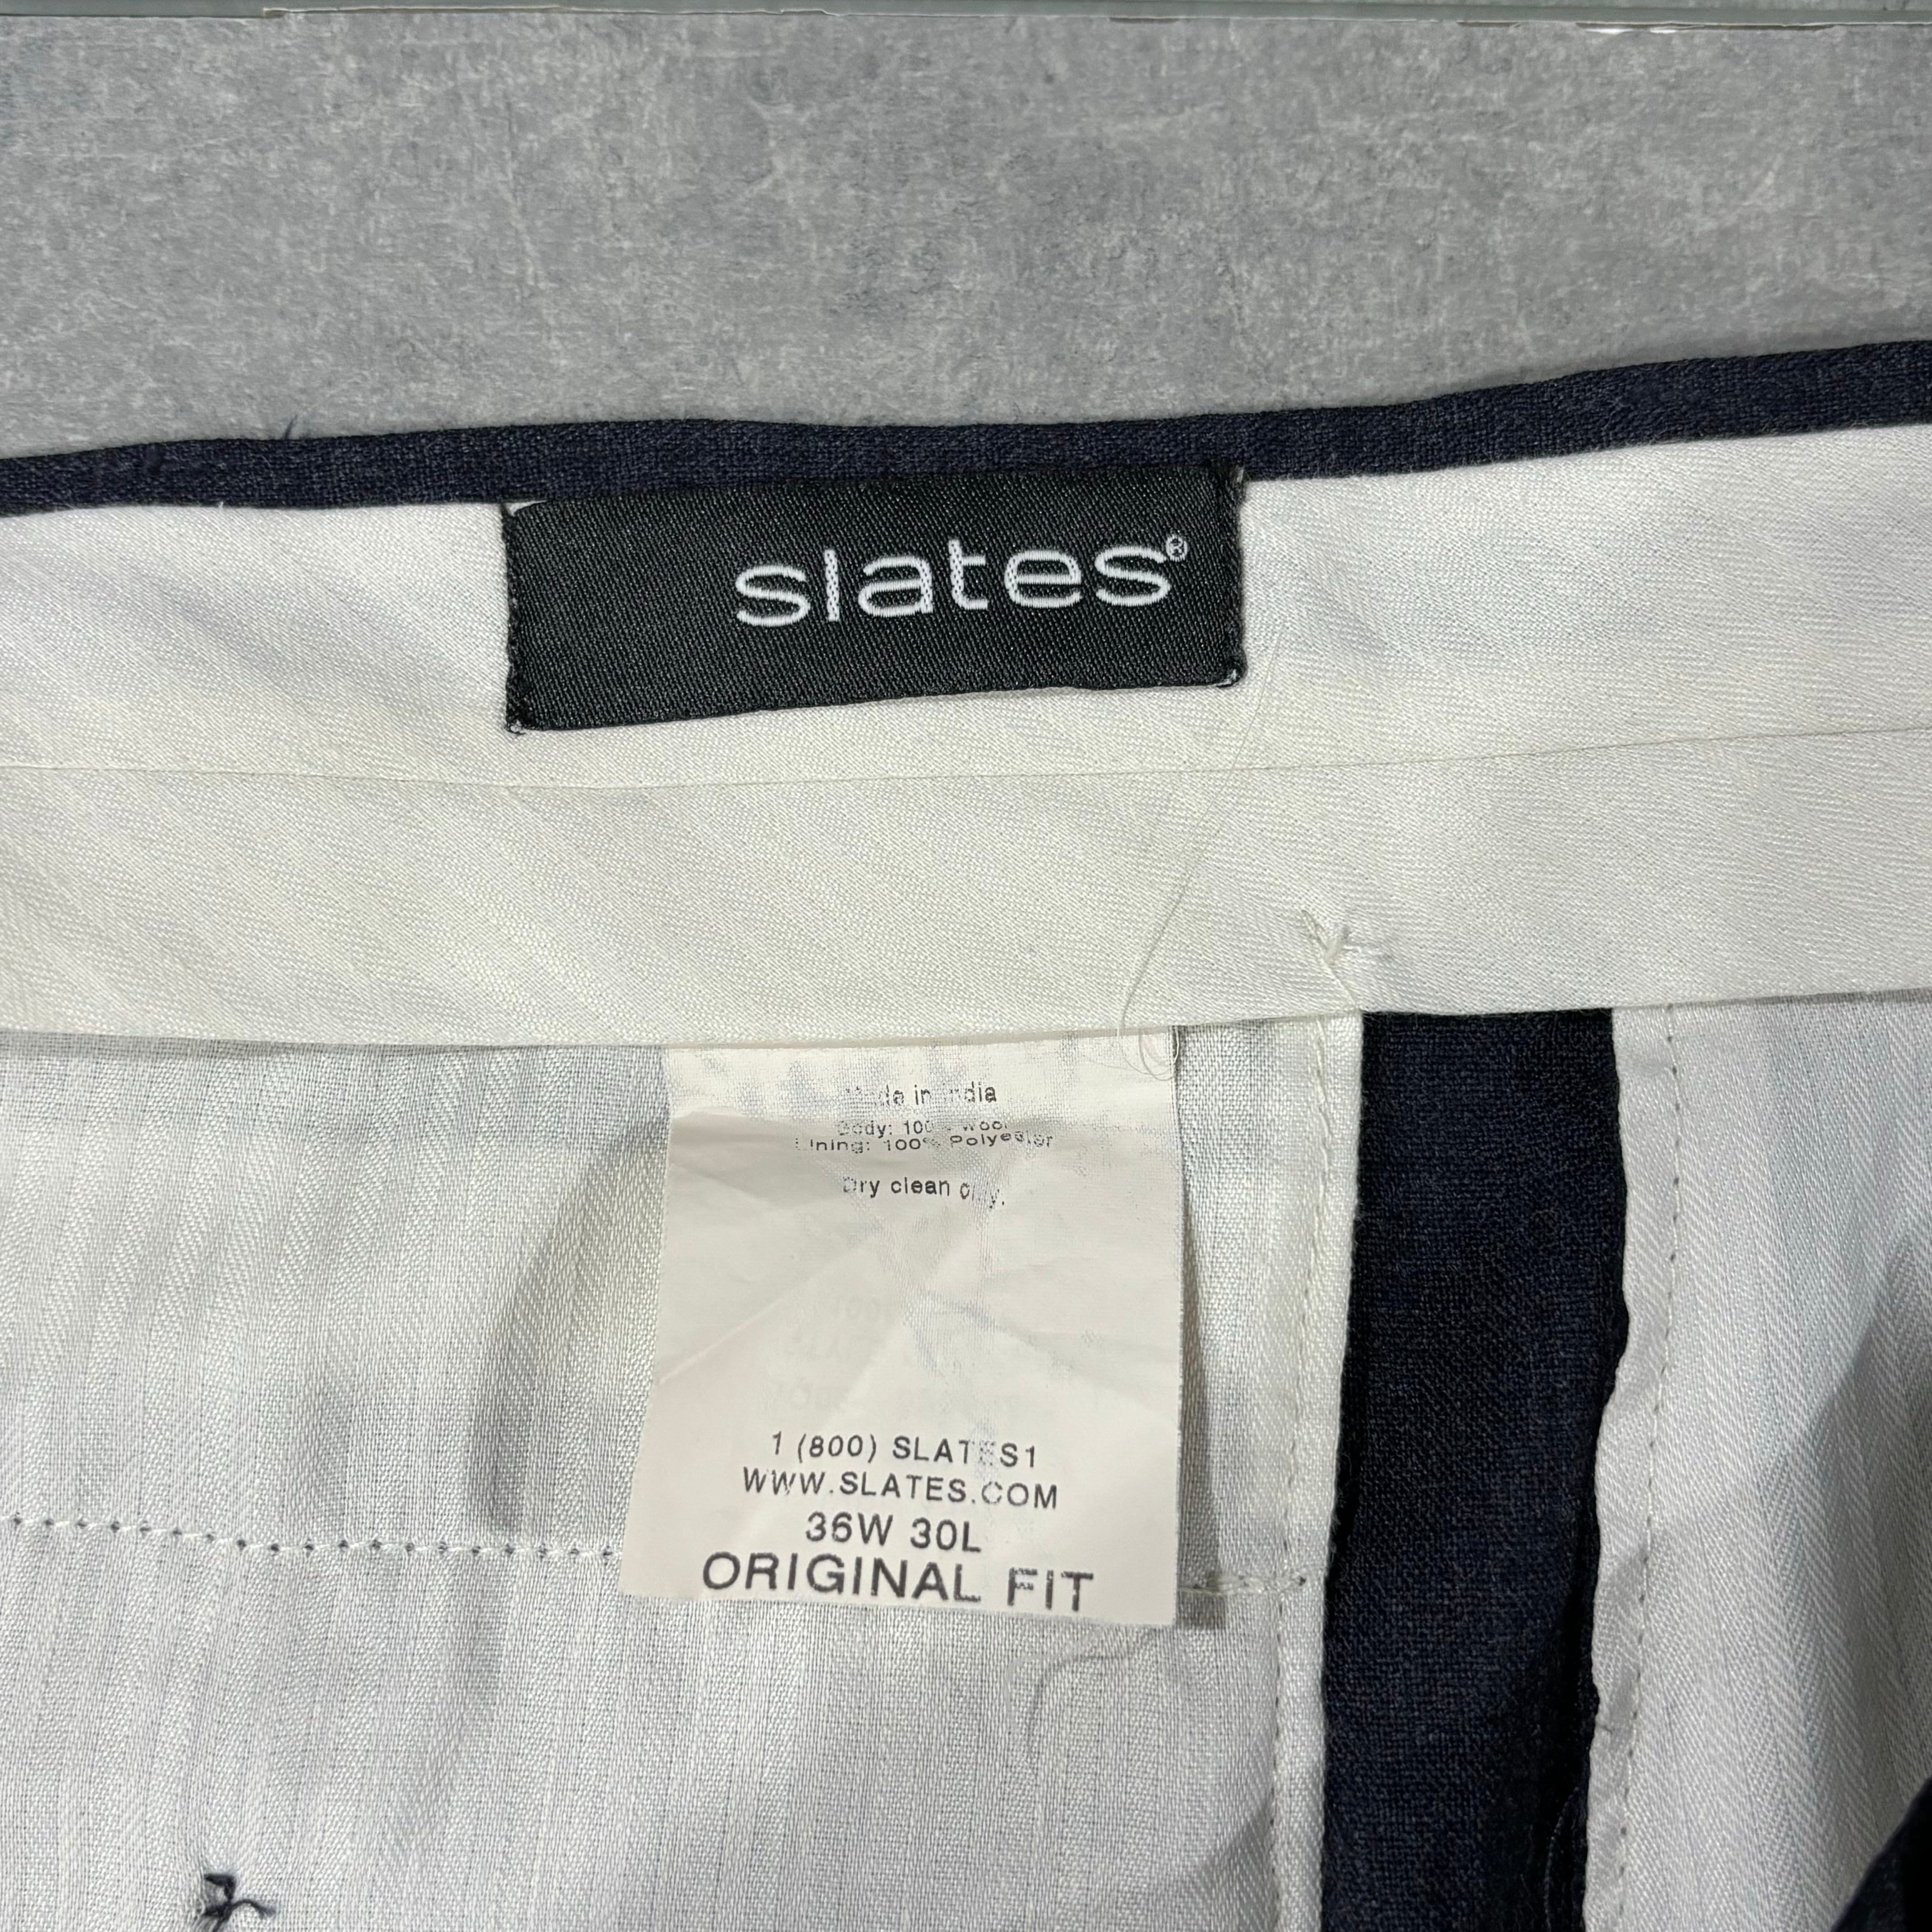 slates®
Made in India
Body: 100% Wool
Lining: 100% Polyester
Dry clean only.
1 (800) SLATES1
WWW.SLATES.COM
36W 30L
ORIGINAL FIT